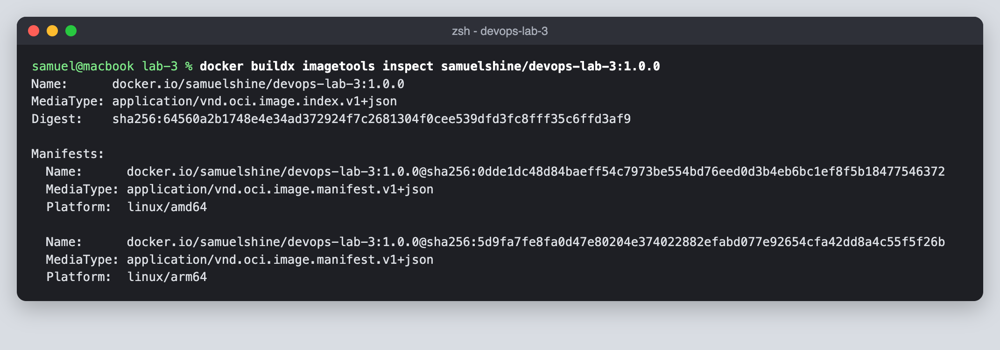 zsh - devops-lab-3
samuel@macbook lab-3 % docker buildx imagetools inspect samuelshine/devops-lab-3:1.0.0
Name:      docker.io/samuelshine/devops-lab-3:1.0.0
MediaType: application/vnd.oci.image.index.v1+json
Digest:    sha256:64560a2b1748e4e34ad372924f7c2681304f0cee539dfd3fc8fff35c6ffd3af9
Manifests:
  Name:      docker.io/samuelshine/devops-lab-3:1.0.0@sha256:0dde1dc48d84baeff54c7973be554bd76eed0d3b4eb6bc1ef8f5b18477546372
  MediaType: application/vnd.oci.image.manifest.v1+json
  Platform:  linux/amd64
  Name:      docker.io/samuelshine/devops-lab-3:1.0.0@sha256:5d9fa7fe8fa0d47e80204e374022882efabd077e92654cfa42dd8a4c55f5f26b
  MediaType: application/vnd.oci.image.manifest.v1+json
  Platform:  linux/arm64